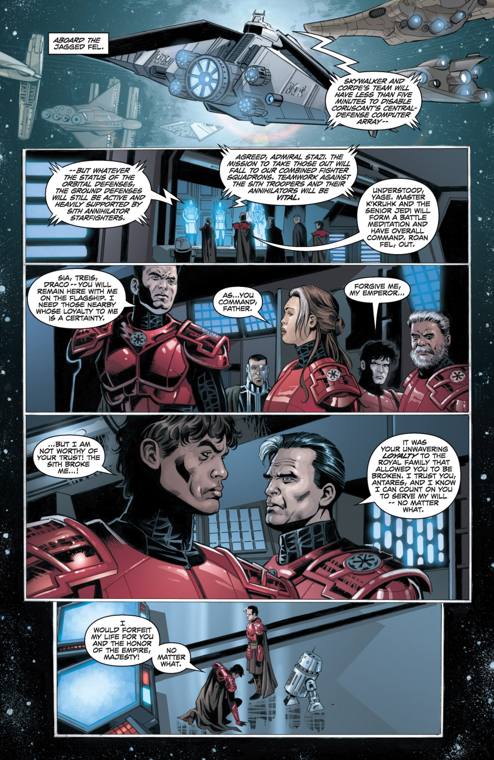 ABOARD THE
JAGGED FEL.
SKYWALKER AND
CORDE'S TEAM WILL
HAVE LESS THAN FIVE
MINUTES TO DISABLE
CORUSCANT'S CENTRAL-
DEFENSE COMPUTER
ARRAY--
--BUT WHATEVER
THE STATUS OF THE
ORBITAL DEFENSES,
THE GROUND DEFENSES
WILL STILL BE ACTIVE AND
HEAVILY SUPPORTED BY
SITH ANNIHILATOR
STARFIGHTERS.
AGREED, ADMIRAL STAZI. THE
MISSION TO TAKE THOSE OUT WILL
FALL TO OUR COMBINED FIGHTER
SQUADRONS. TEAMWORK AGAINST
THE SITH TROOPERS AND THEIR
ANNIHILATORS WILL BE
VITAL.
UNDERSTOOD,
YAGE. MASTER
K'KRUHK AND THE
SENIOR JEDI WILL
FORM A BATTLE
MEDITATION AND
HAVE OVERALL
COMMAND. ROAN
FEL, OUT.
SIA, TREIS,
DRACO -- YOU WILL
REMAIN HERE WITH ME
ON THE FLAGSHIP. I
NEED THOSE NEARBY
WHOSE LOYALTY TO ME
IS A CERTAINTY.
AS...YOU
COMMAND,
FATHER.
FORGIVE ME,
MY EMPEROR...
...BUT I AM
NOT WORTHY OF
YOUR TRUST! THE
SITH BROKE
ME...!
IT WAS
YOUR UNWAVERING
LOYALTY TO THE
ROYAL FAMILY THAT
ALLOWED YOU TO BE
BROKEN. I TRUST YOU,
ANTARES, AND I KNOW
I CAN COUNT ON YOU
TO SERVE MY WILL
-- NO MATTER
WHAT.
I
WOULD FORFEIT
MY LIFE FOR YOU
AND THE HONOR OF
THE EMPIRE,
MAJESTY!
NO
MATTER
WHAT.